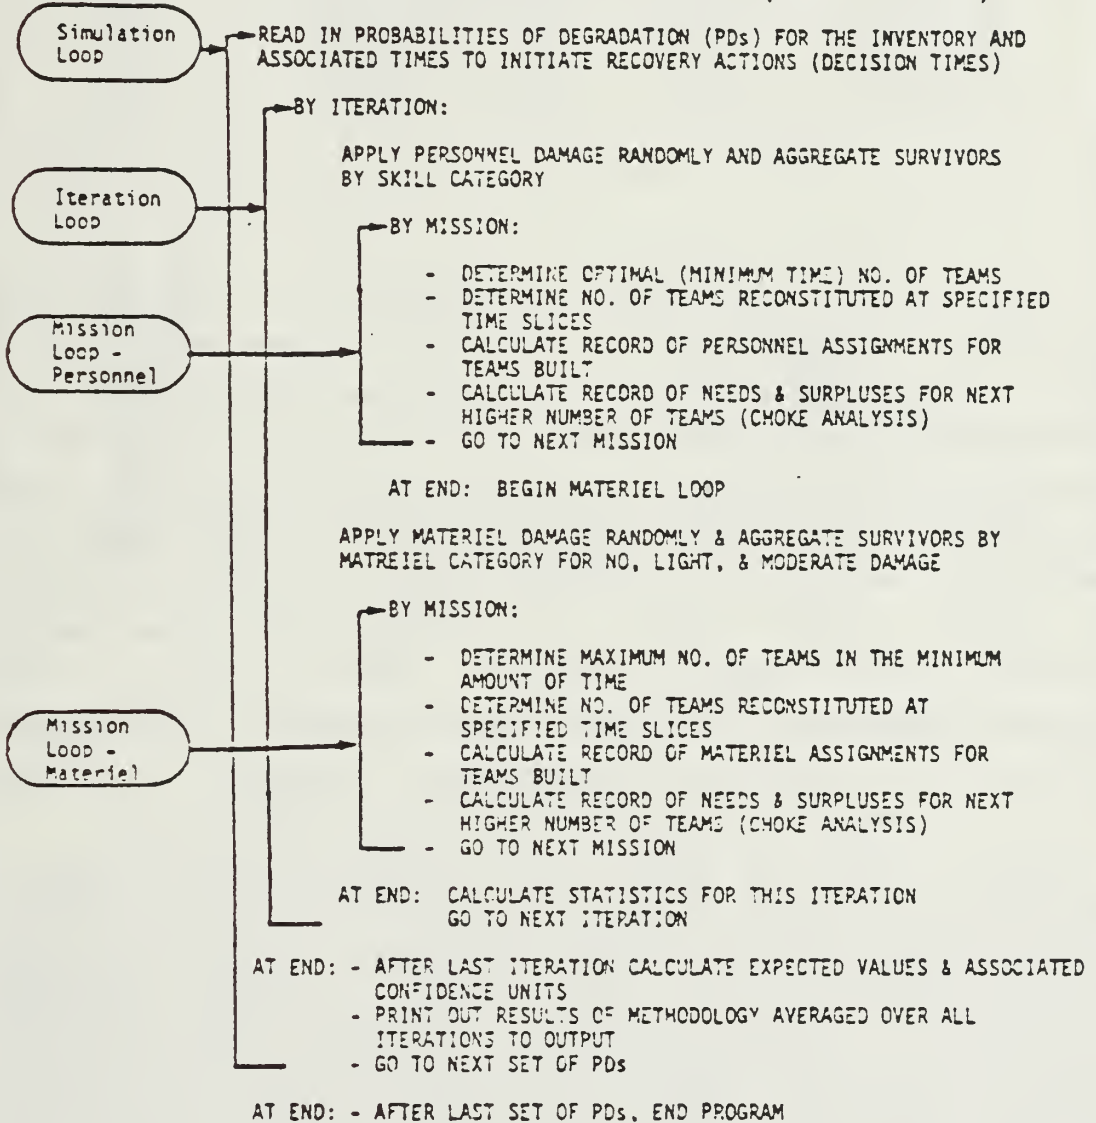 Simulation
Loop
READ IN PROBABILITIES OF DEGRADATION (PDs) FOR THE INVENTORY AND
ASSOCIATED TIMES TO INITIATE RECOVERY ACTIONS (DECISION TIMES)
BY ITERATION:
APPLY PERSONNEL DAMAGE RANDOMLY AND AGGREGATE SURVIVORS
BY SKILL CATEGORY
Iteration
Loop
BY MISSION:
- DETERMINE OPTIMAL (MINIMUM TIME) NO. OF TEAMS
- DETERMINE NO. OF TEAMS RECONSTITUTED AT SPECIFIED
TIME SLICES
- CALCULATE RECORD OF PERSONNEL ASSIGNMENTS FOR
TEAMS BUILT
- CALCULATE RECORD OF NEEDS & SURPLUSES FOR NEXT
HIGHER NUMBER OF TEAMS (CHOKE ANALYSIS)
- GO TO NEXT MISSION
Mission
Loop -
Personnel
AT END: BEGIN MATERIEL LOOP
APPLY MATERIEL DAMAGE RANDOMLY & AGGREGATE SURVIVORS BY
MATREIEL CATEGORY FOR NO, LIGHT, & MODERATE DAMAGE
BY MISSION:
- DETERMINE MAXIMUM NO. OF TEAMS IN THE MINIMUM
AMOUNT OF TIME
- DETERMINE NO. OF TEAMS RECONSTITUTED AT
SPECIFIED TIME SLICES
- CALCULATE RECORD OF MATERIEL ASSIGNMENTS FOR
TEAMS BUILT
- CALCULATE RECORD OF NEEDS & SURPLUSES FOR NEXT
HIGHER NUMBER OF TEAMS (CHOKE ANALYSIS)
- GO TO NEXT MISSION
Mission
Loop -
Materiel
AT END: CALCULATE STATISTICS FOR THIS ITERATION
GO TO NEXT ITERATION
AT END: - AFTER LAST ITERATION CALCULATE EXPECTED VALUES & ASSOCIATED
CONFIDENCE UNITS
- PRINT OUT RESULTS OF METHODOLOGY AVERAGED OVER ALL
ITERATIONS TO OUTPUT
- GO TO NEXT SET OF PDs
AT END: - AFTER LAST SET OF PDs, END PROGRAM